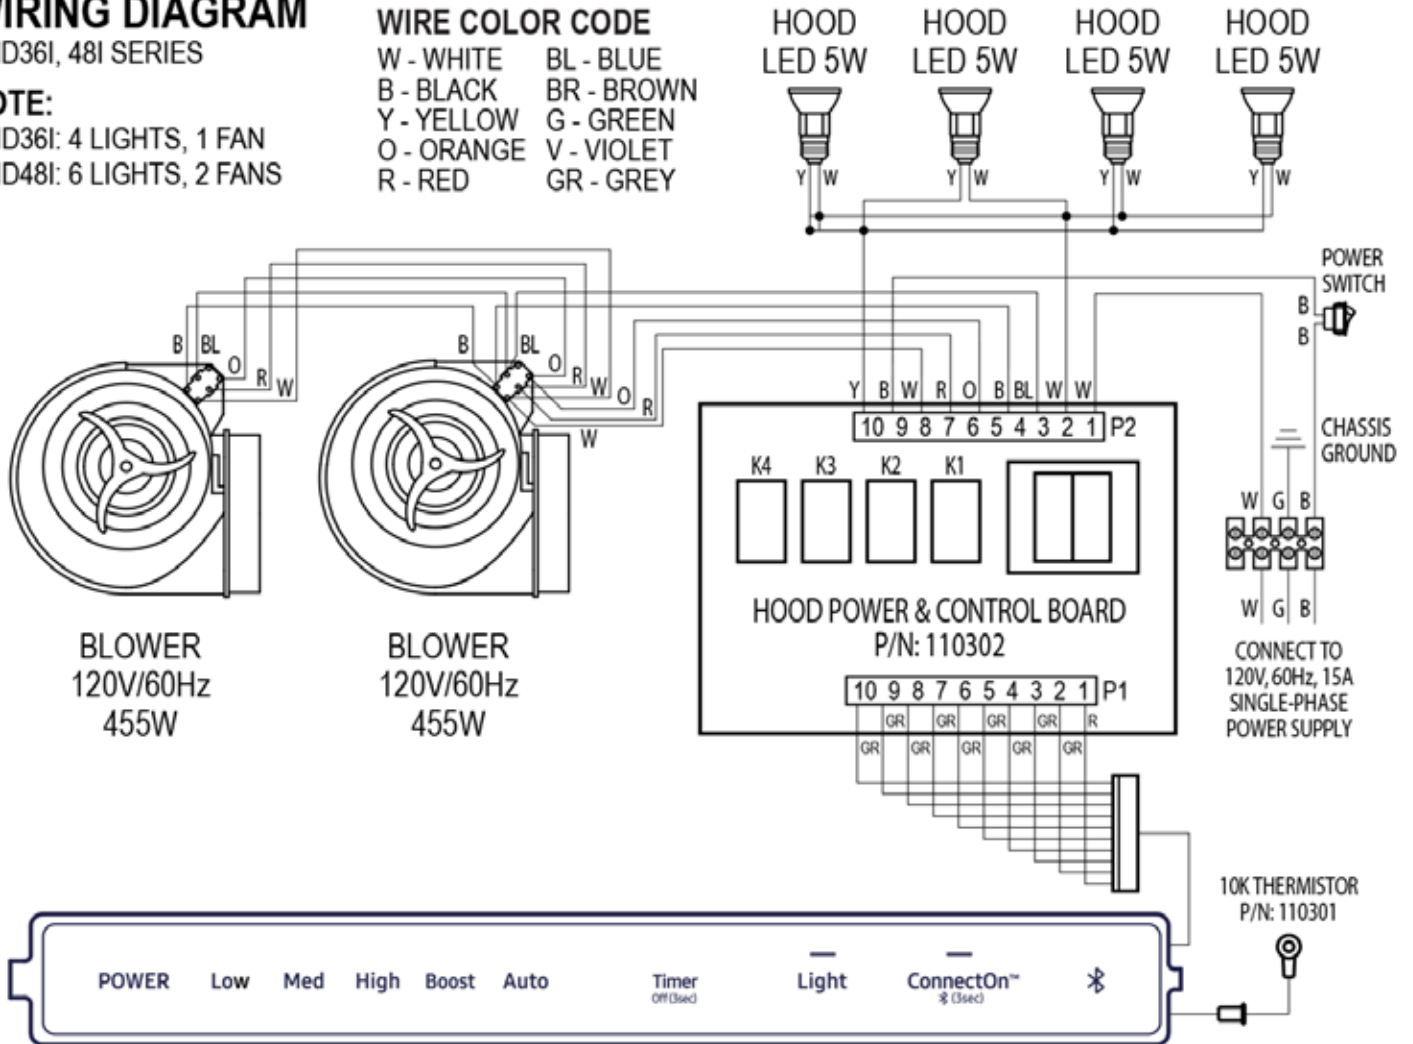 WIRING DIAGRAM
D36I, 48I SERIES
NOTE:
D36I: 4 LIGHTS, 1 FAN
D48I: 6 LIGHTS, 2 FANS
WIRE COLOR CODE
W - WHITE BL - BLUE
B - BLACK BR - BROWN
Y - YELLOW G - GREEN
O - ORANGE V - VIOLET
R - RED GR - GREY
HOOD HOOD HOOD HOOD
LED 5W LED 5W LED 5W LED 5W
Y W Y W Y W Y W
POWER
SWITCH
B
B
B BL O R W
B BL O R W O R W
Y B W R O B BL W W
10 9 8 7 6 5 4 3 2 1 P2
K4 K3 K2 K1
CHASSIS
GROUND
W G B
W G B
HOOD POWER & CONTROL BOARD
P/N: 110302
CONNECT TO
120V, 60Hz, 15A
SINGLE-PHASE
POWER SUPPLY
BLOWER
120V/60Hz
455W
BLOWER
120V/60Hz
455W
10 9 8 7 6 5 4 3 2 1 P1
GR GR GR GR R
GR GR GR GR GR
10K THERMISTOR
P/N: 110301
POWER Low Med High Boost Auto Timer Light ConnectOn™
Off (3sec) (3sec)